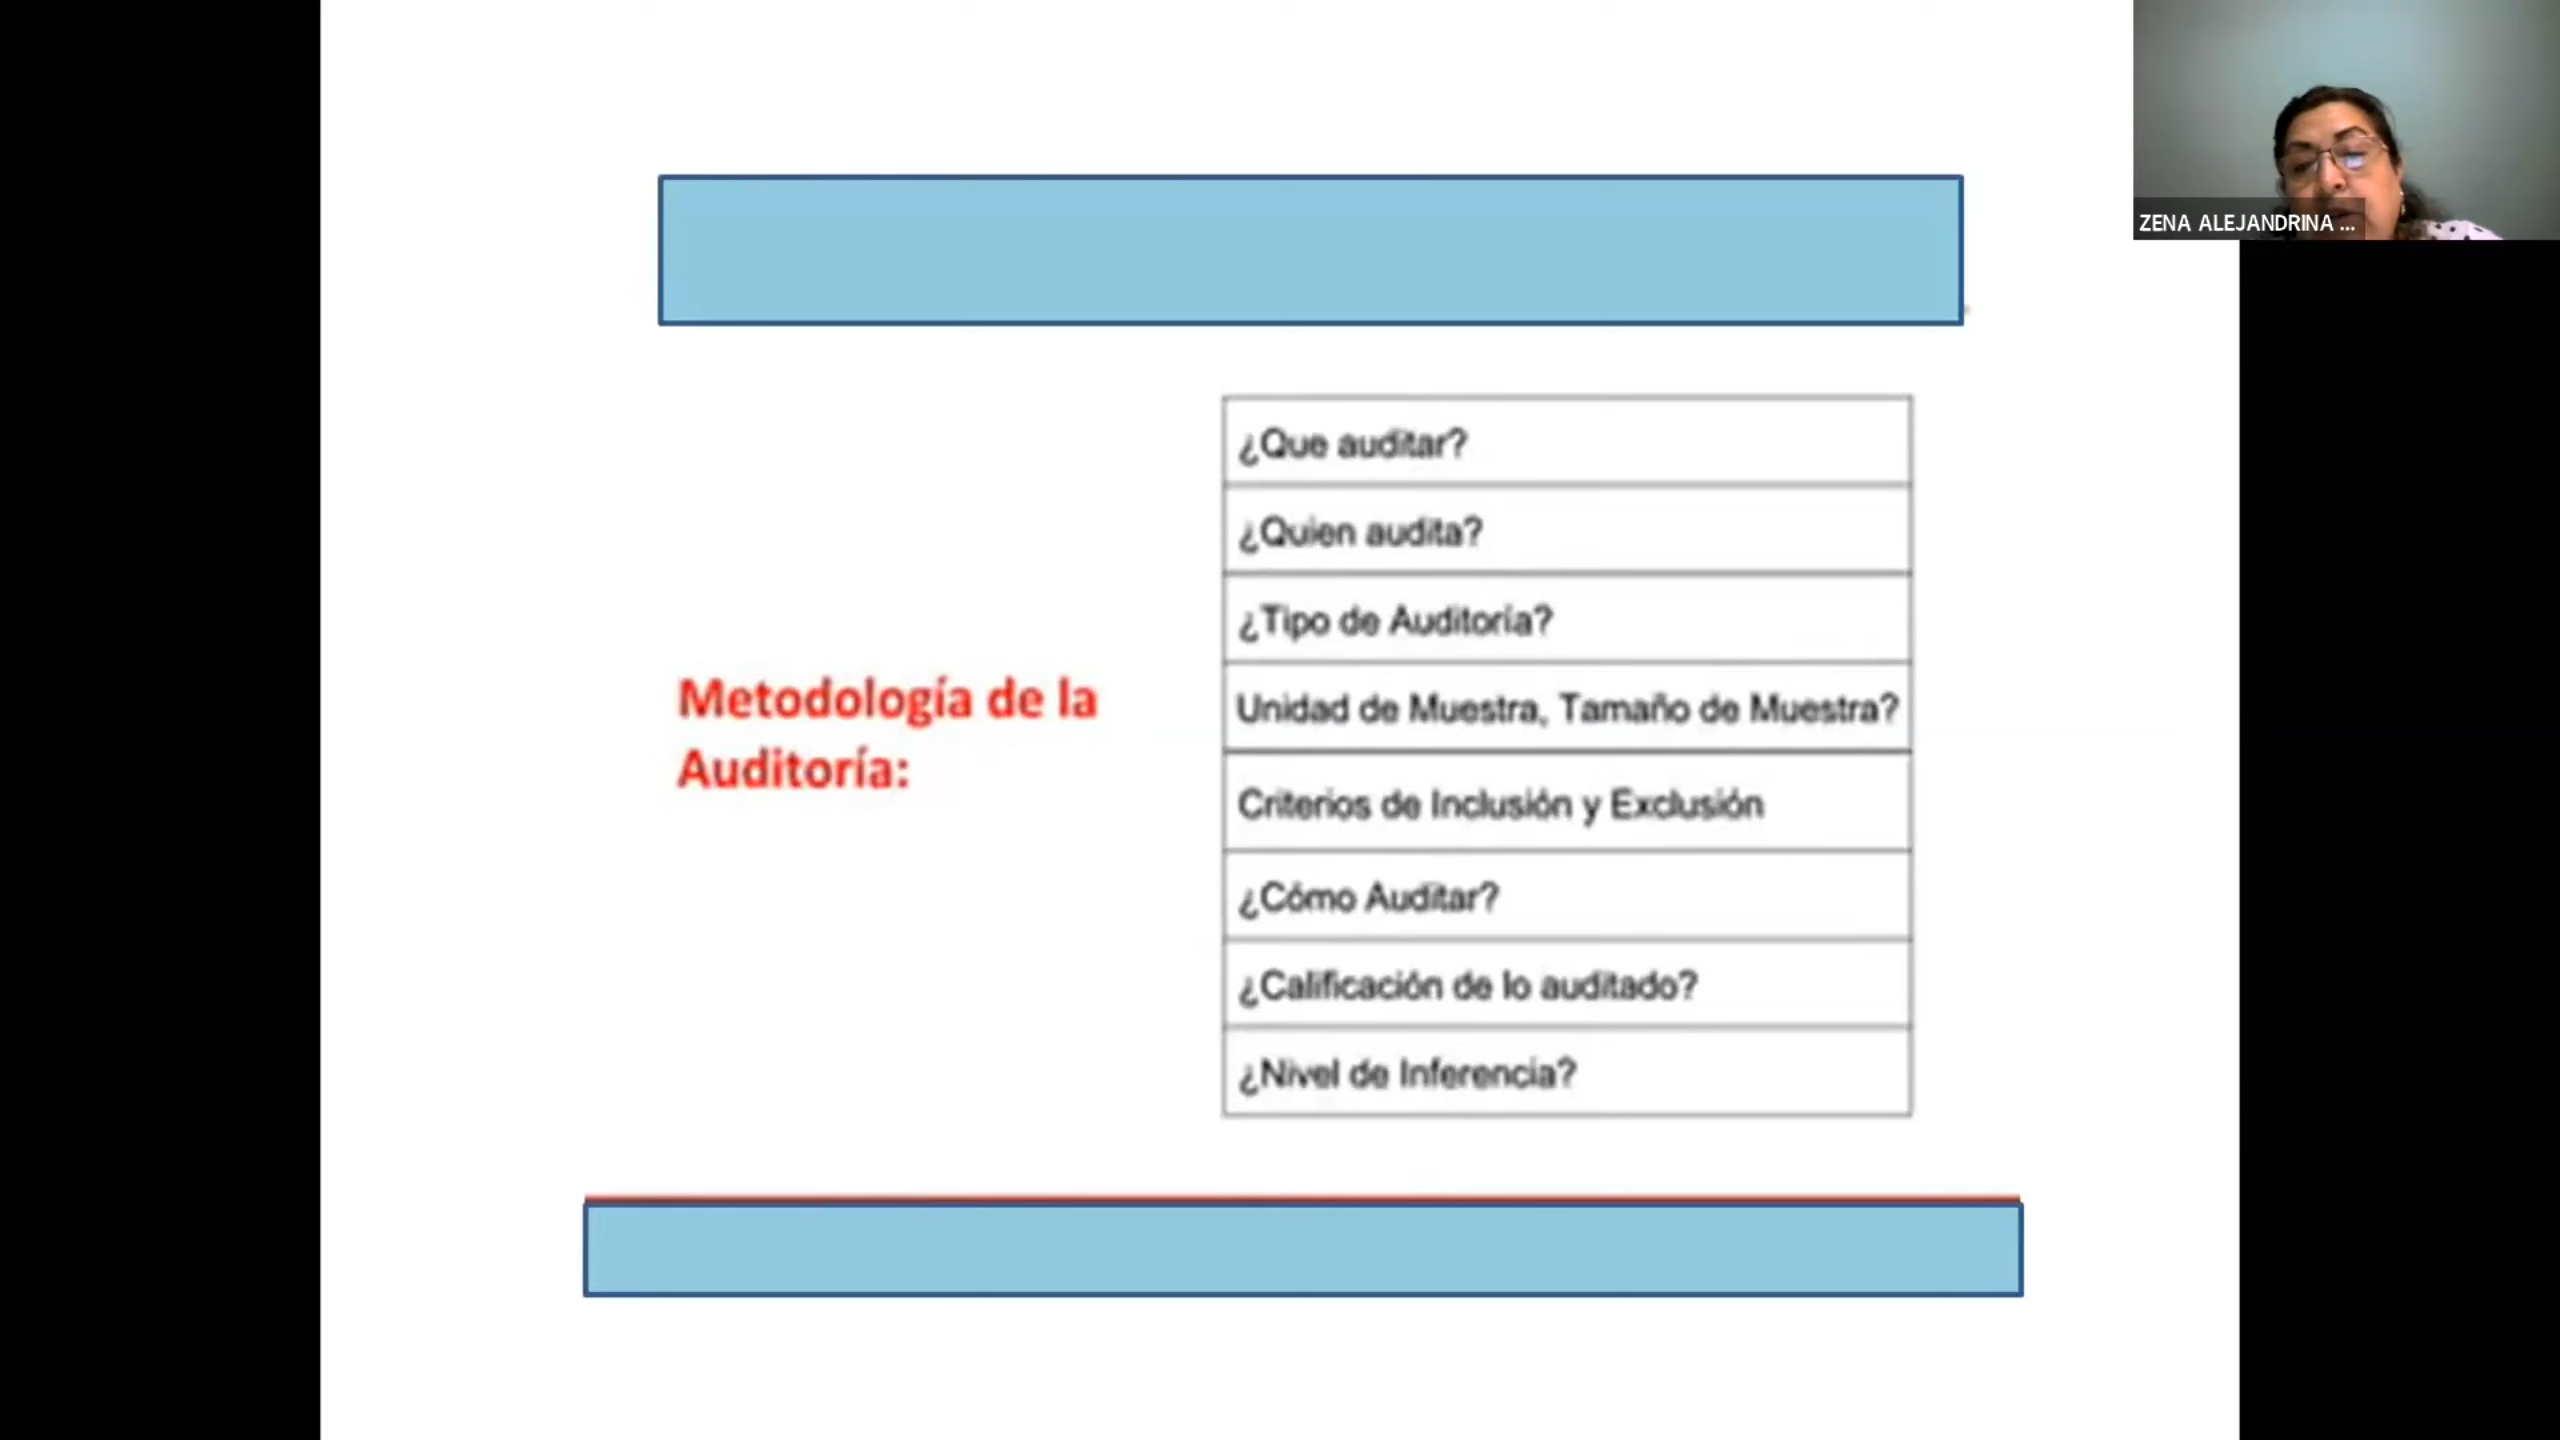 ZENA ALEJANDRINA ...
Metodología de la
Auditoría:
¿Que auditar?
¿Quien audita?
¿Tipo de Auditoría?
Unidad de Muestra, Tamaño de Muestra?
Criterios de Inclusión y Exclusión
¿Cómo Auditar?
¿Calificación de lo auditado?
¿Nivel de Inferencia?